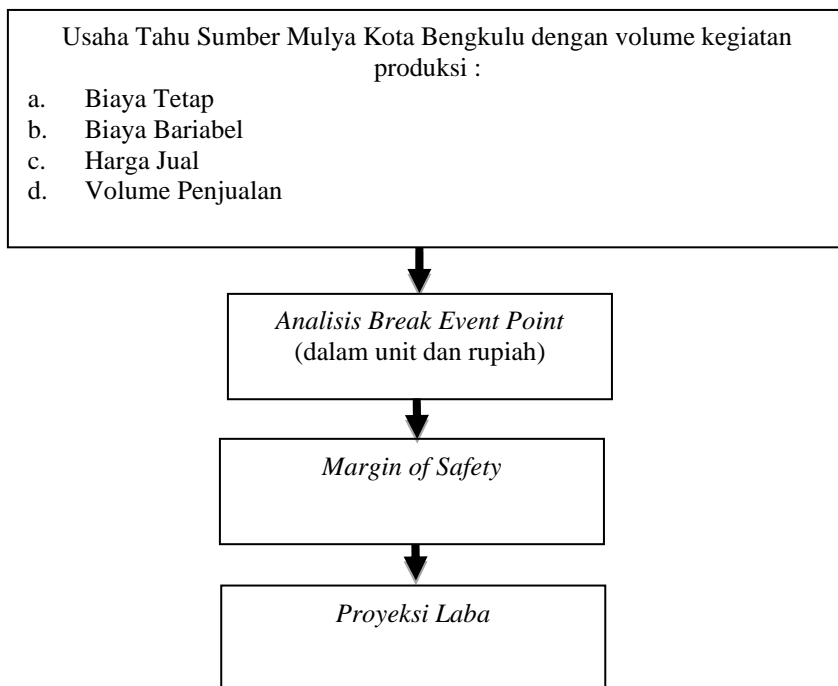 Usaha Tahu Sumber Mulya Kota Bengkulu dengan volume kegiatan
produksi :
a. Biaya Tetap
b. Biaya Bariabel
c. Harga Jual
d. Volume Penjualan
Analisis Break Event Point
(dalam unit dan rupiah)
Margin of Safety
Proyeksi Laba